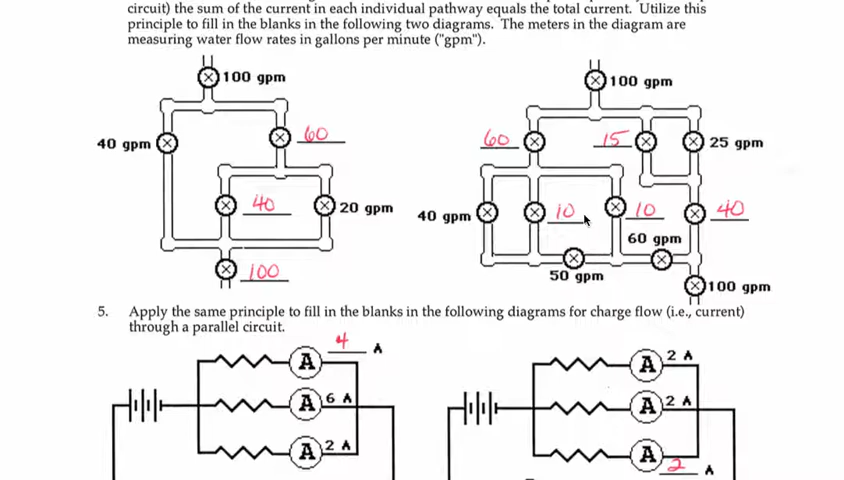 circuit) the sum of the current in each individual pathway equals the total current. Utilize this
principle to fill in the blanks in the following two diagrams. The meters in the diagram are
measuring water flow rates in gallons per minute ("gpm").
100 gpm
40 gpm
60
40
20 gpm
100
100 gpm
60
15
25 gpm
40 gpm
10
10
40
60 gpm
50 gpm
100 gpm
5. Apply the same principle to fill in the blanks in the following diagrams for charge flow (i.e., current)
through a parallel circuit.
4 A
A
A 6 A
A 2 A
A 2 A
A 2 A
A 2 A